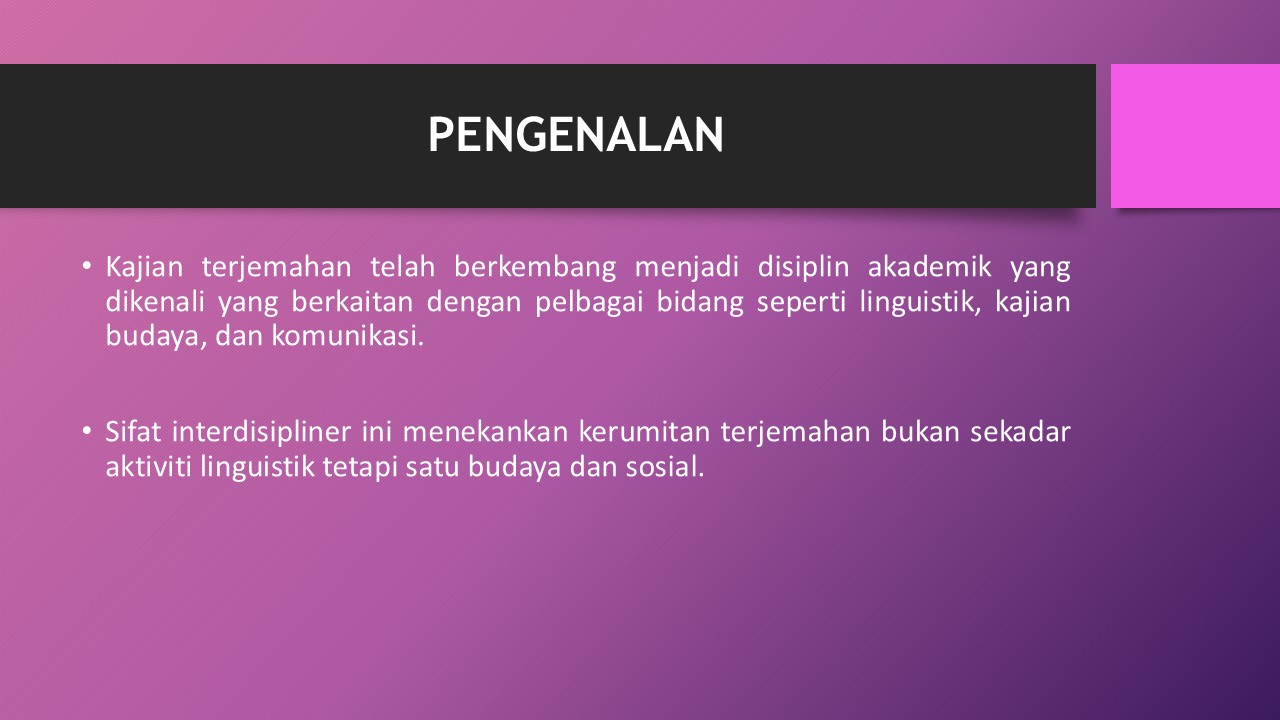 PENGENALAN
• Kajian terjemahan telah berkembang menjadi disiplin akademik yang
dikenali yang berkaitan dengan pelbagai bidang seperti linguistik, kajian
budaya, dan komunikasi.
• Sifat interdisipliner ini menekankan kerumitan terjemahan bukan sekadar
aktiviti linguistik tetapi satu budaya dan sosial.